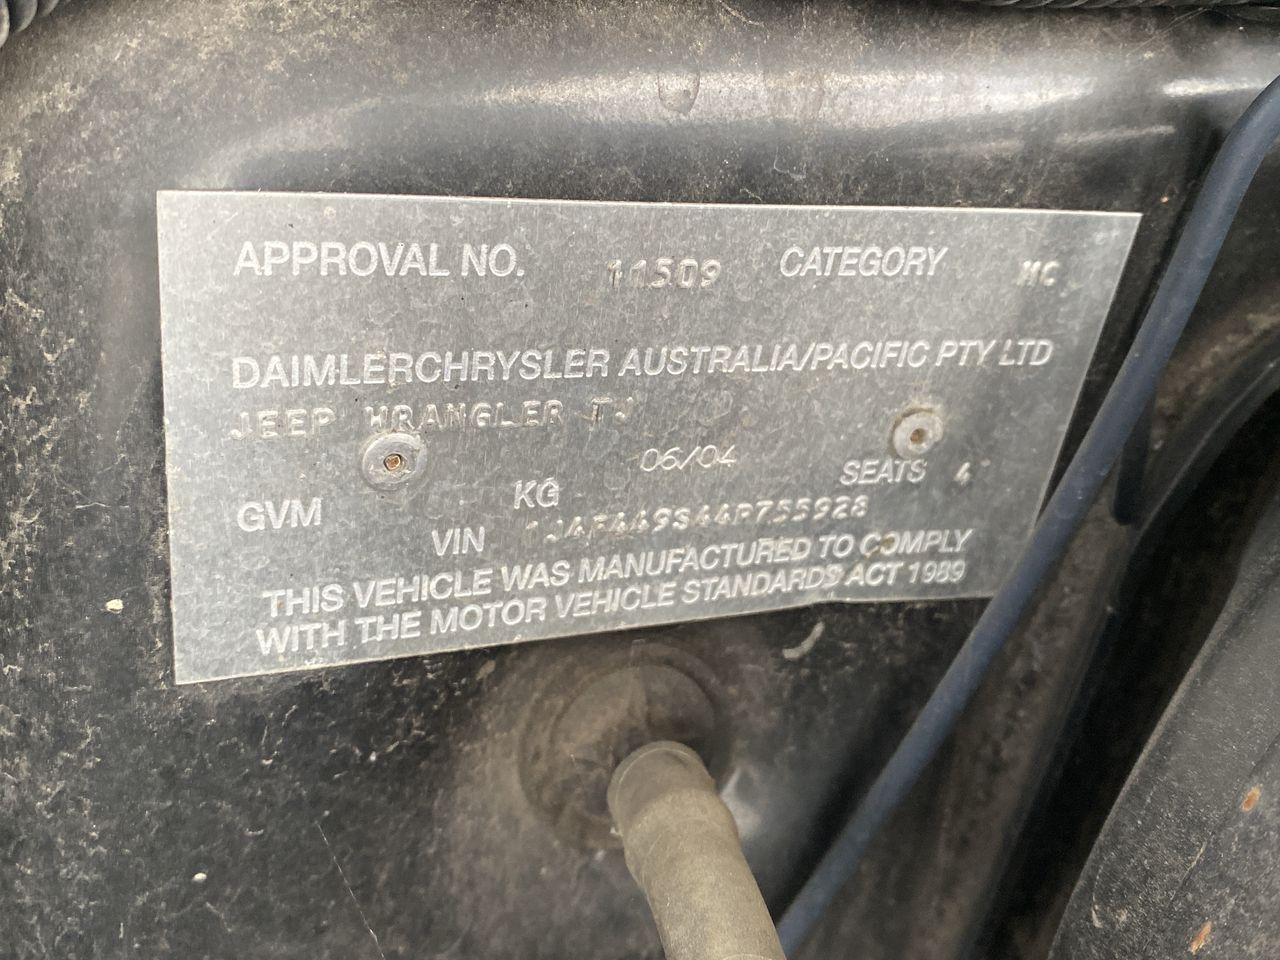 APPROVAL NO. 11509 CATEGORY MC
DAIMLERCHRYSLER AUSTRALIA/PACIFIC PTY LTD
JEEP WRANGLER TJ
06/04
GVM KG SEATS 4
VIN 1J4F449S44P755928
THIS VEHICLE WAS MANUFACTURED TO COMPLY
WITH THE MOTOR VEHICLE STANDARDS ACT 1989